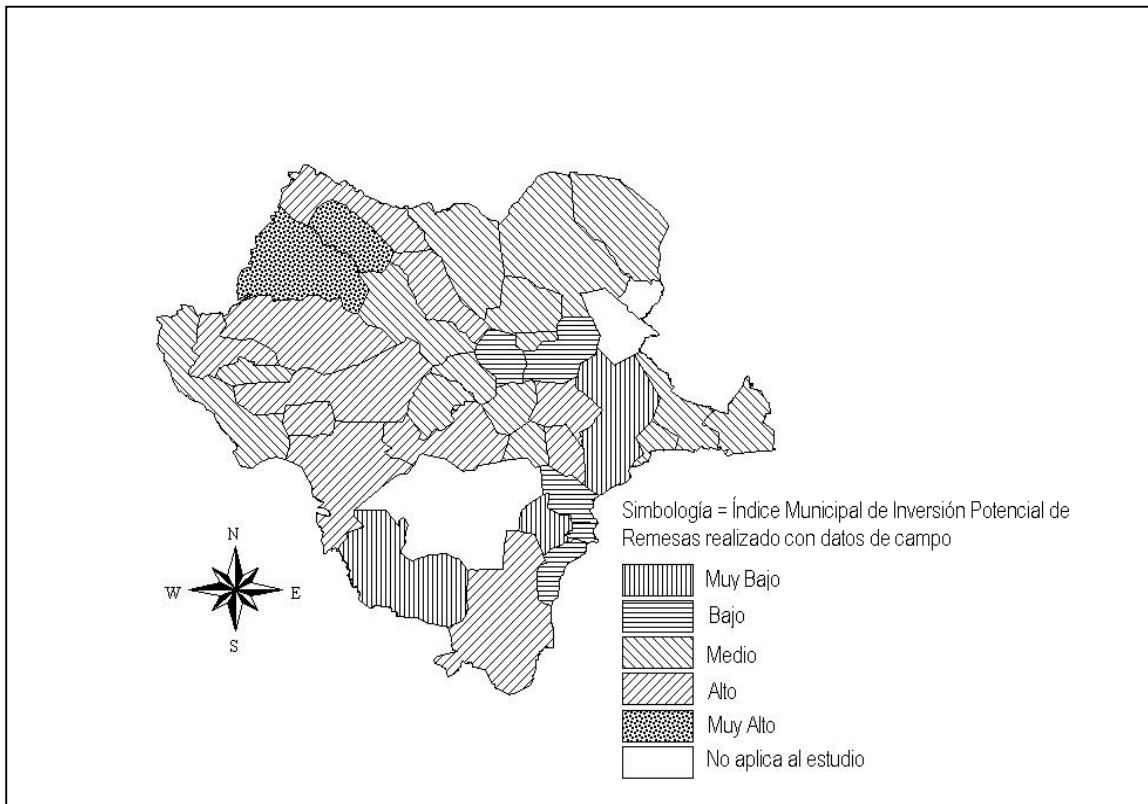 N
W E
S
Simbología = Índice Municipal de Inversión Potencial de
Remesas realizado con datos de campo
Muy Bajo
Bajo
Medio
Alto
Muy Alto
No aplica al estudio